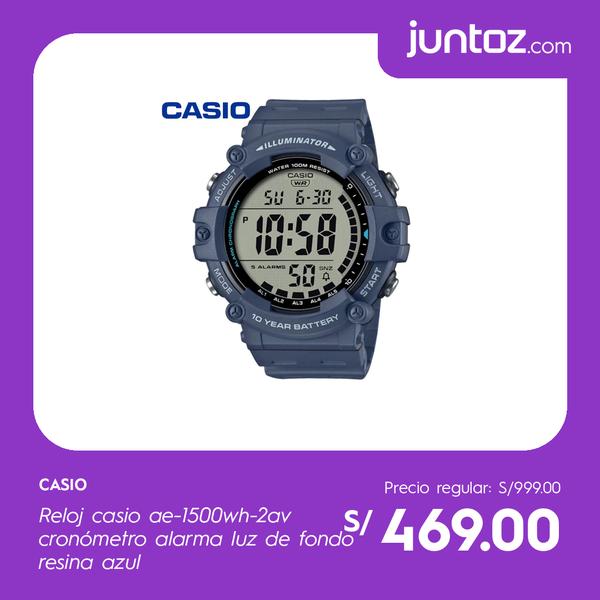 juntoz.com
CASIO
ILLUMINATOR
WATER 100M RESIST
CASIO
WR
ADJUST
LIGHT
ALARM CHRONOGRAPH
SU 6-30
P 10:58
5 ALARMS 50 SNZ
AL1 AL2 AL3 AL4 AL5
MODE
START
10 YEAR BATTERY
CASIO
Precio regular: S/999.00
Reloj casio ae-1500wh-2av
cronómetro alarma luz de fondo
resina azul
S/ 469.00